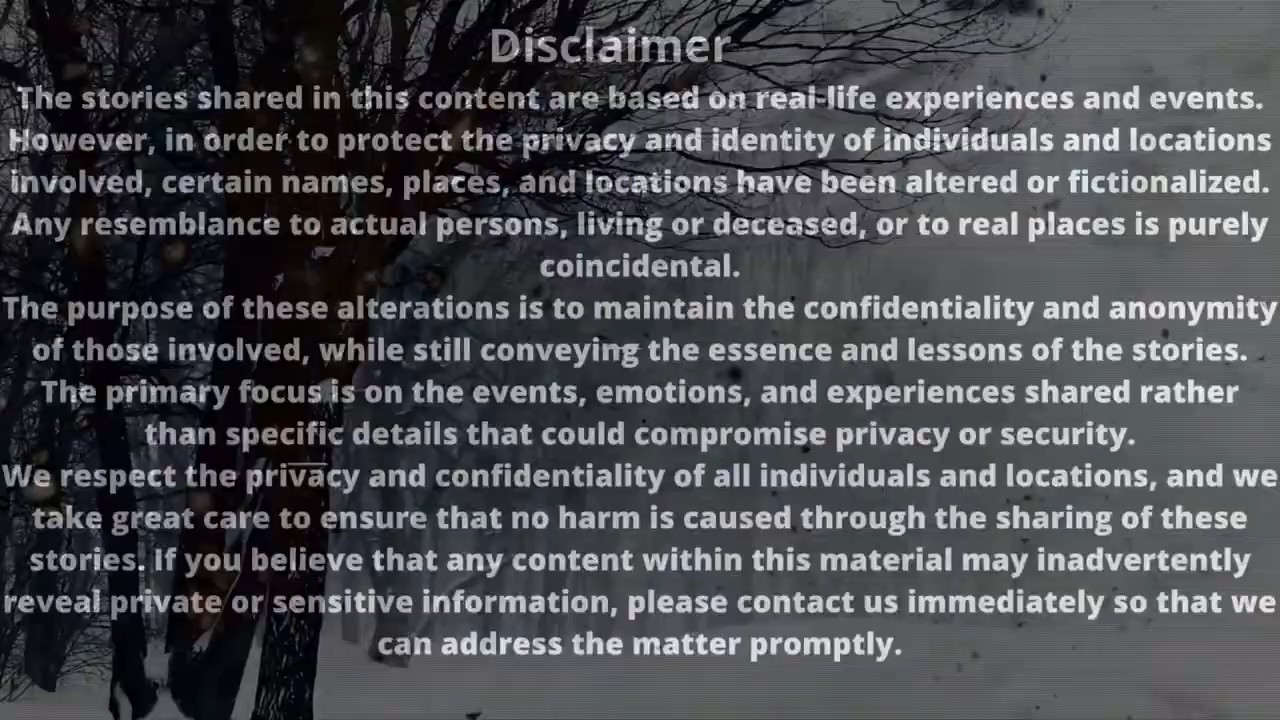 Disclaimer
The stories shared in this content are based on real-life experiences and events.
However, in order to protect the privacy and identity of individuals and locations
involved, certain names, places, and locations have been altered or fictionalized.
Any resemblance to actual persons, living or deceased, or to real places is purely
coincidental.
The purpose of these alterations is to maintain the confidentiality and anonymity
of those involved, while still conveying the essence and lessons of the stories.
The primary focus is on the events, emotions, and experiences shared rather
than specific details that could compromise privacy or security.
We respect the privacy and confidentiality of all individuals and locations, and we
take great care to ensure that no harm is caused through the sharing of these
stories. If you believe that any content within this material may inadvertently
reveal private or sensitive information, please contact us immediately so that we
can address the matter promptly.